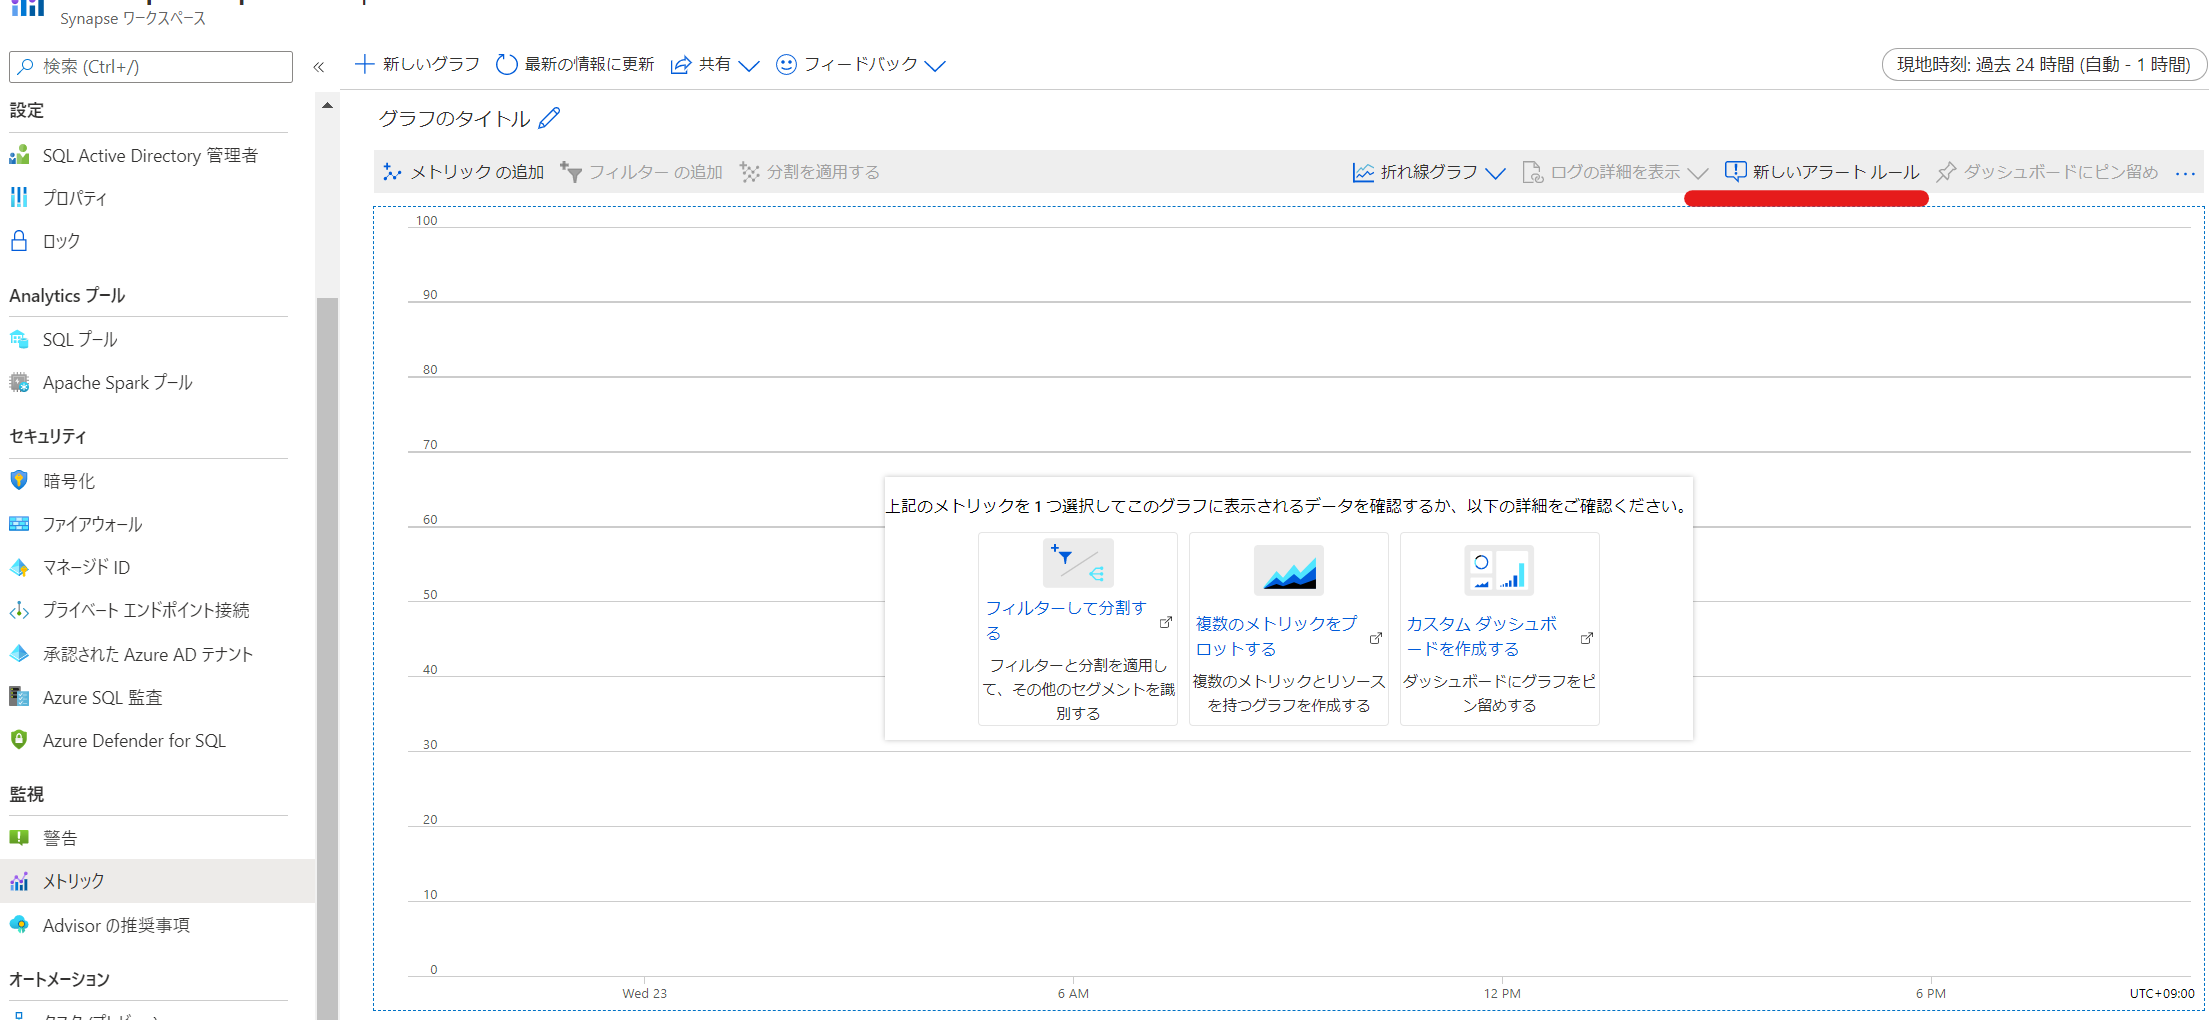 Synapse ワークスペース
検索 (Ctrl+/)
«
新しいグラフ
最新の情報に更新
共有
フィードバック
現地時刻: 過去 24 時間 (自動 - 1 時間)
設定
SQL Active Directory 管理者
プロパティ
ロック
Analytics プール
SQL プール
Apache Spark プール
セキュリティ
暗号化
ファイアウォール
マネージド ID
プライベート エンドポイント接続
承認された Azure AD テナント
Azure SQL 監査
Azure Defender for SQL
監視
警告
メトリック
Advisor の推奨事項
オートメーション
グラフのタイトル
メトリック の追加
フィルター の追加
分割を適用する
折れ線グラフ
ログの詳細を表示
新しいアラート ルール
ダッシュボードにピン留め
...
100
90
80
70
60
50
40
30
20
10
0
上記のメトリックを 1 つ選択してこのグラフに表示されるデータを確認するか、以下の詳細をご確認ください。
フィルターして分割す
る
フィルターと分割を適用し
て、その他のセグメントを識
別する
複数のメトリックをプ
ロットする
複数のメトリックとリソース
を持つグラフを作成する
カスタム ダッシュボ
ードを作成する
ダッシュボードにグラフをピ
ン留めする
Wed 23
6 AM
12 PM
6 PM
UTC+09:00